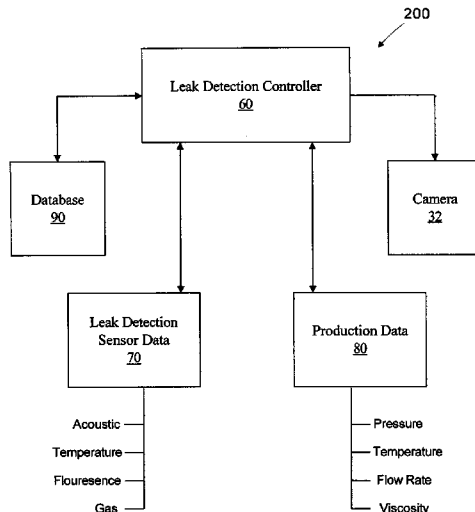 200
Leak Detection Controller
60
Database
90
Camera
32
Leak Detection
Sensor Data
70
Production Data
80
Acoustic
Temperature
Flouresence
Gas
Pressure
Temperature
Flow Rate
Viscosity